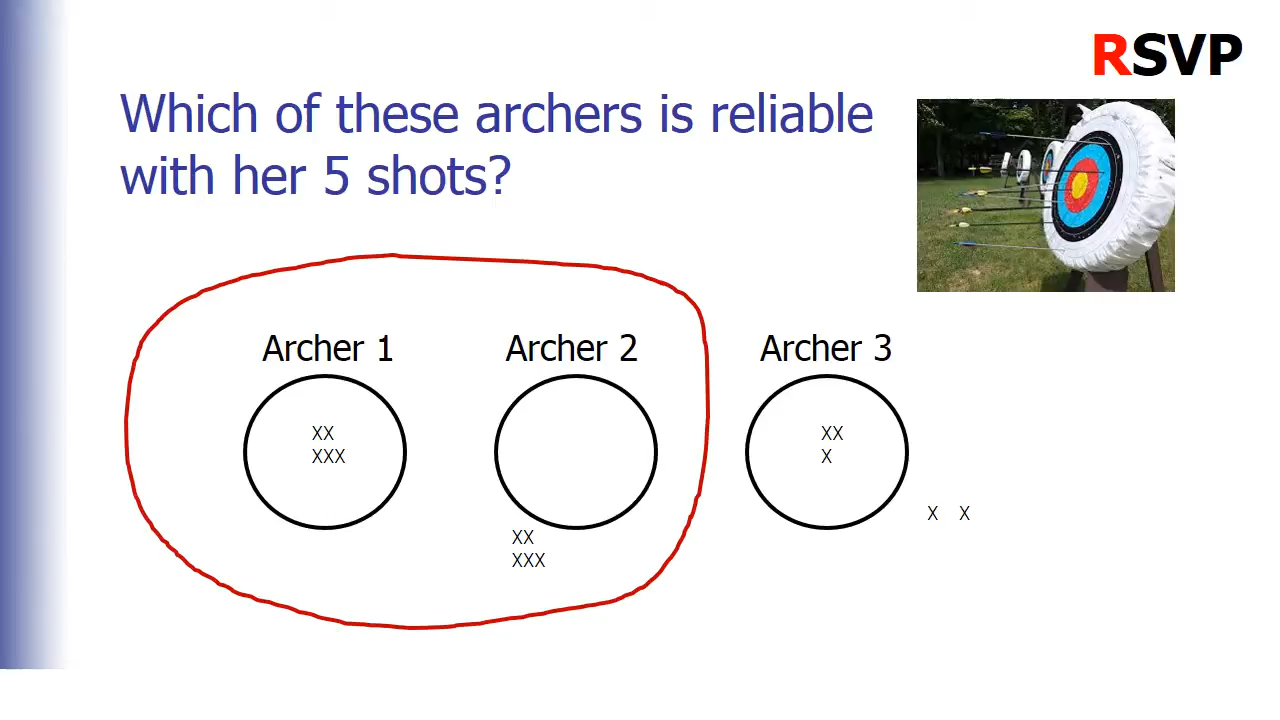 RSVP
Which of these archers is reliable
with her 5 shots?
Archer 1 Archer 2 Archer 3
XX XX
XXX X
X X
XX
XXX